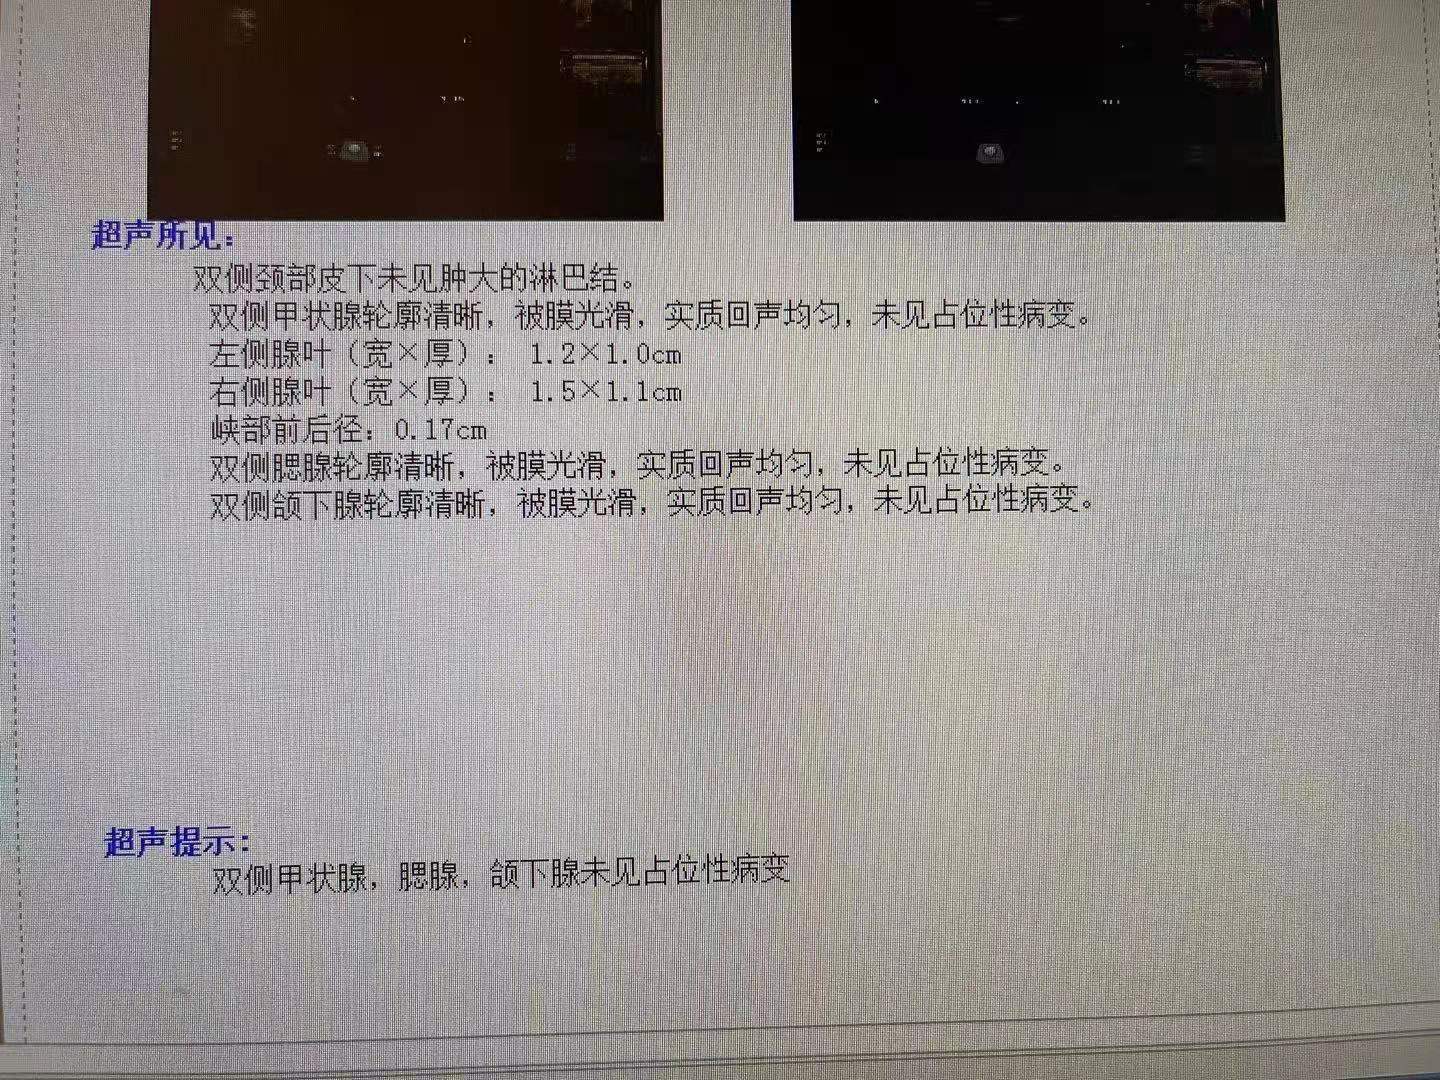 超声所见：
双侧颈部皮下未见肿大的淋巴结。
双侧甲状腺轮廓清晰，被膜光滑，实质回声均匀，未见占位性病变。
左侧腺叶（宽×厚）： 1.2×1.0cm
右侧腺叶（宽×厚）： 1.5×1.1cm
峡部前后径：0.17cm
双侧腮腺轮廓清晰，被膜光滑，实质回声均匀，未见占位性病变。
双侧颌下腺轮廓清晰，被膜光滑，实质回声均匀，未见占位性病变。
超声提示：
双侧甲状腺，腮腺，颌下腺未见占位性病变